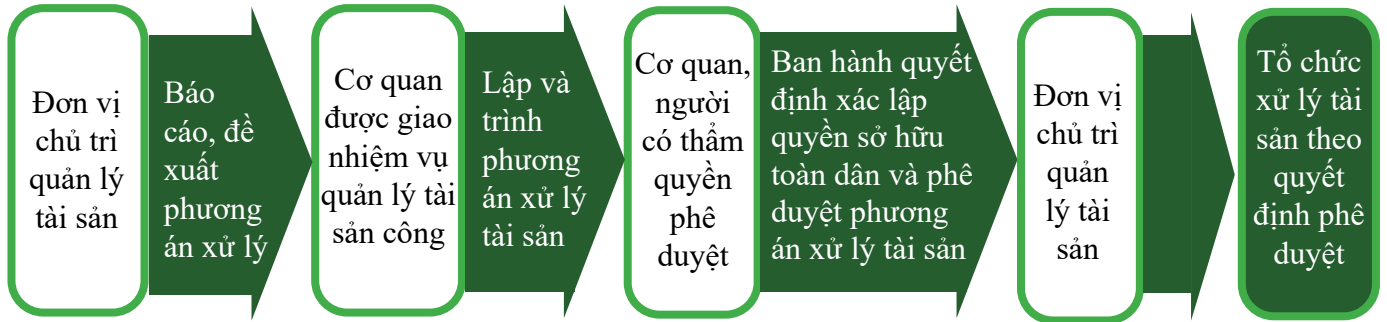 Đơn vị
chủ trì
quản lý
tài sản
Báo
cáo, đề
xuất
phương
án xử lý
Cơ quan
được giao
nhiệm vụ
quản lý tài
sản công
Lập và
trình
phương
án xử lý
tài sản
Cơ quan,
người
có thẩm
quyền
phê
duyệt
Ban hành quyết
định xác lập
quyền sở hữu
toàn dân và phê
duyệt phương
án xử lý tài sản
Đơn vị
chủ trì
quản
lý tài
sản
Tổ chức
xử lý tài
sản theo
quyết
định phê
duyệt